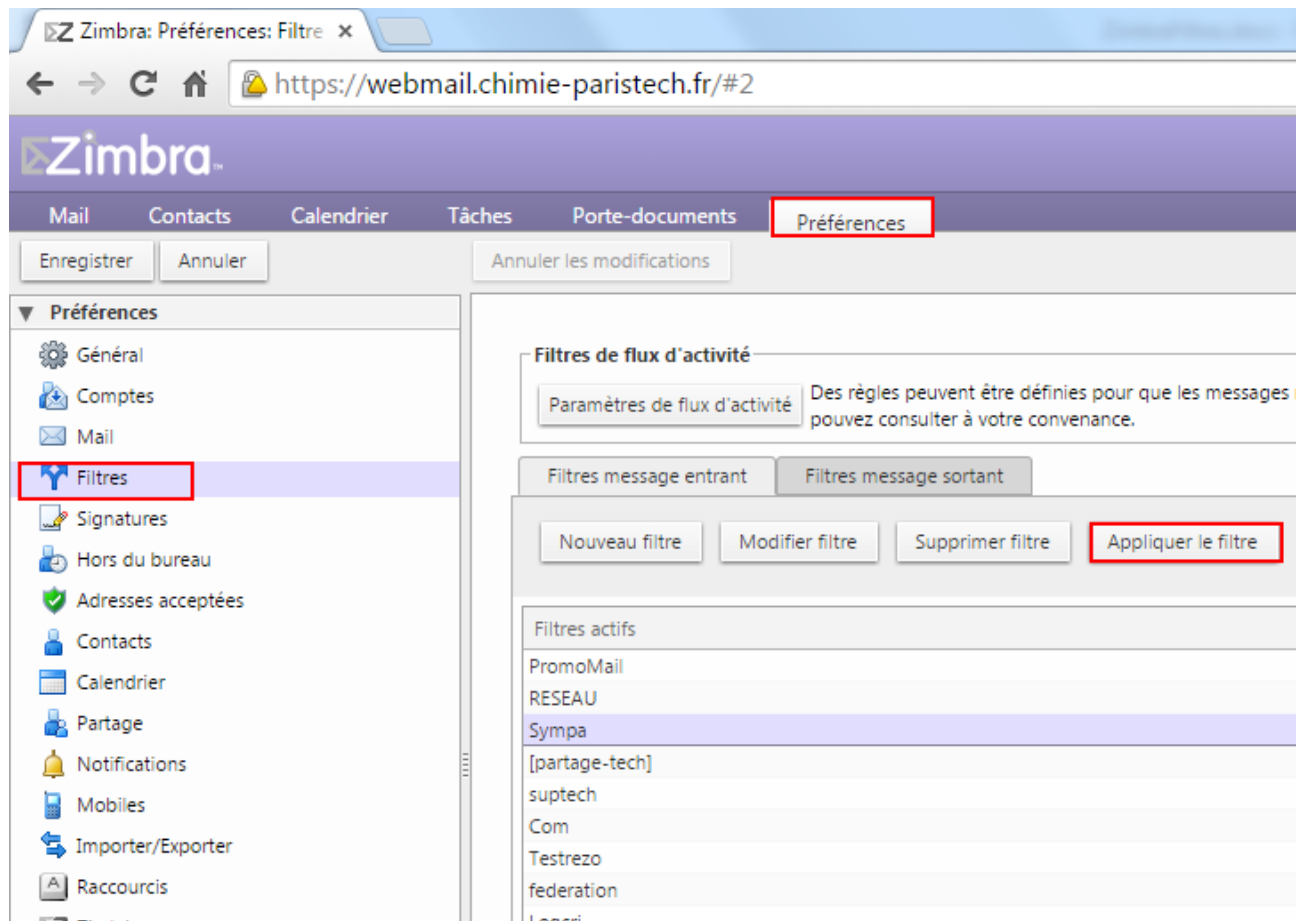 Zimbra: Préférences: Filtre
https://webmail.chimie-paristech.fr/#2
Zimbra™
Mail Contacts Calendrier Tâches Porte-documents Préférences
Enregistrer Annuler Annuler les modifications
Préférences
Général
Comptes
Mail
Filtres
Signatures
Hors du bureau
Adresses acceptées
Contacts
Calendrier
Partage
Notifications
Mobiles
Importer/Exporter
Raccourcis
Filtres de flux d'activité
Paramètres de flux d'activité
Des règles peuvent être définies pour que les messages
pouvez consulter à votre convenance.
Filtres message entrant Filtres message sortant
Nouveau filtre Modifier filtre Supprimer filtre Appliquer le filtre
Filtres actifs
PromoMail
RESEAU
Sympa
[partage-tech]
suptech
Com
Testrezo
federation